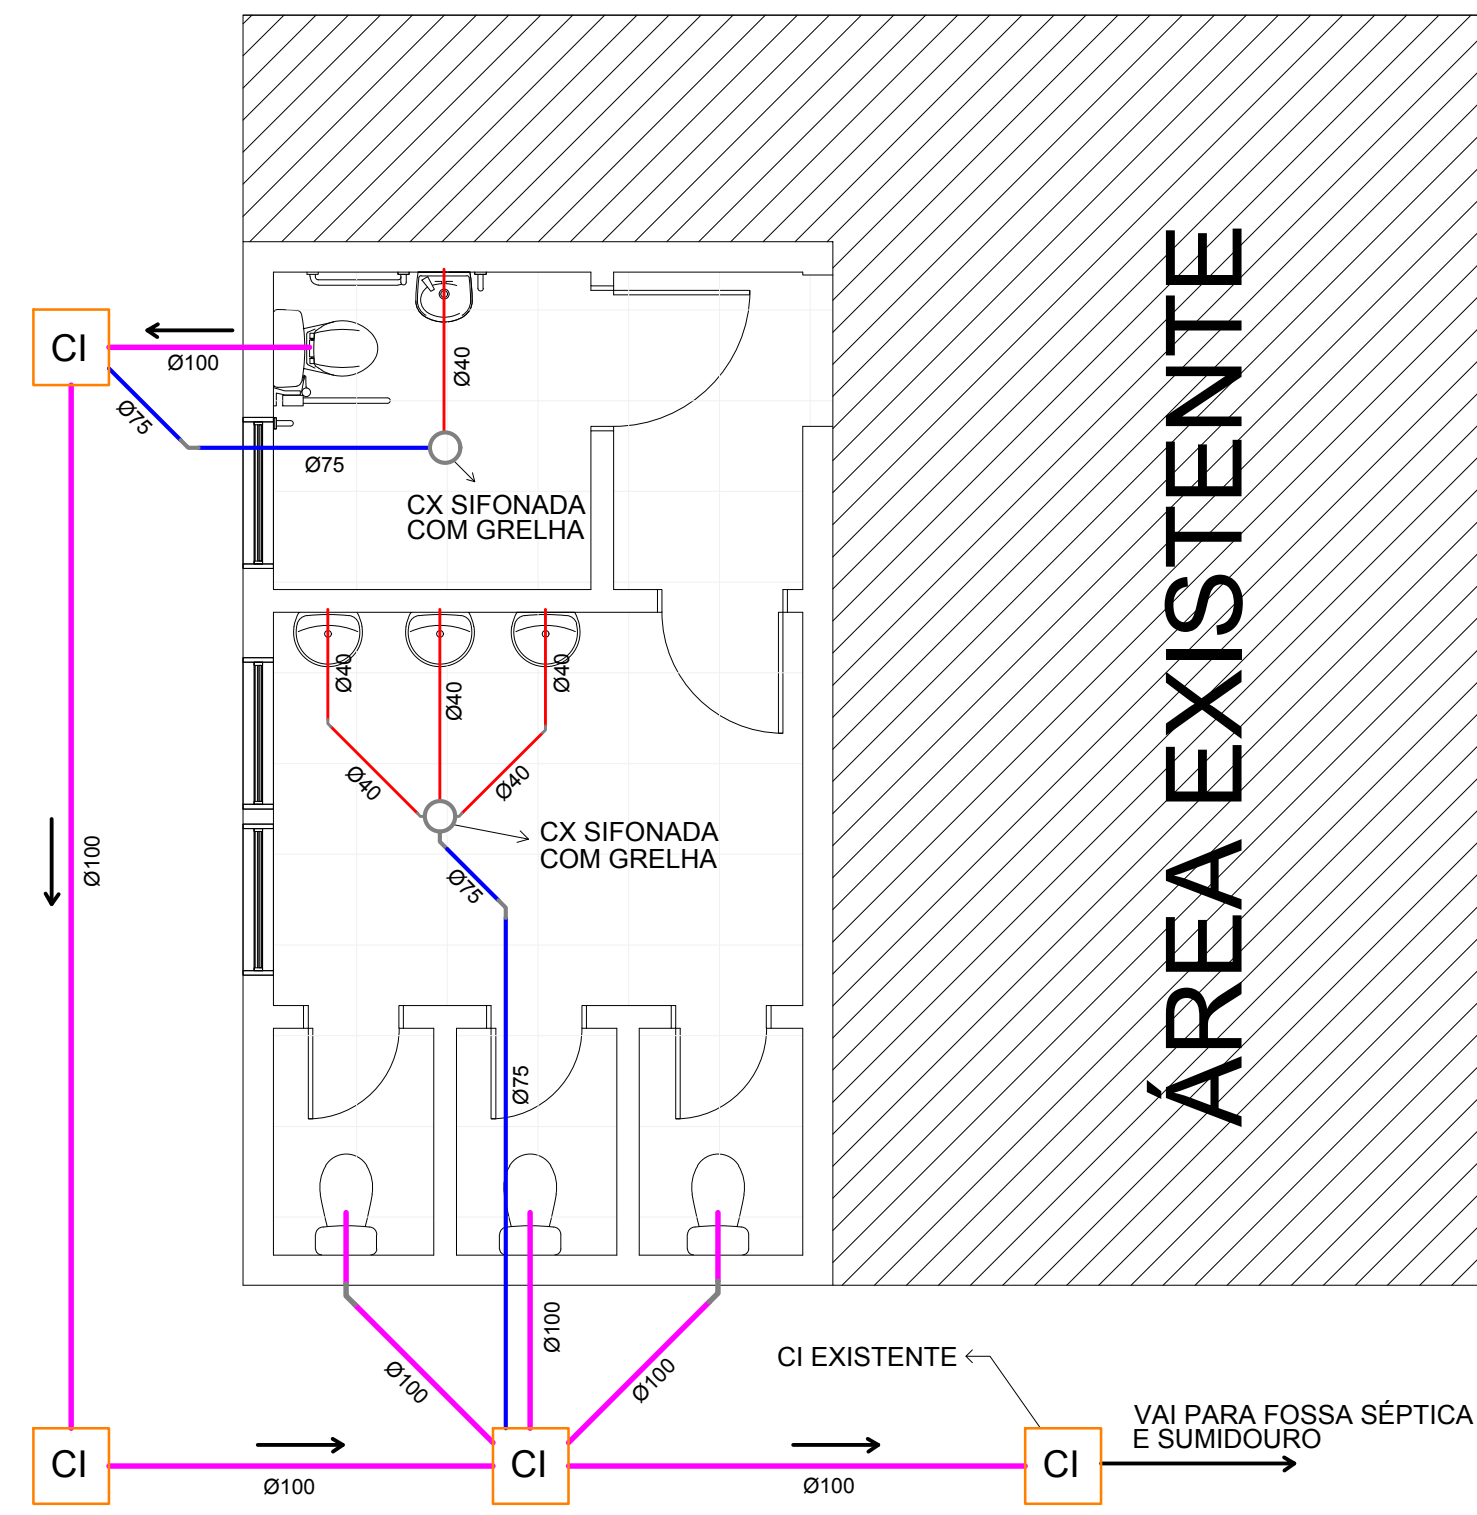 CI
Ø100
Ø40
Ø75
Ø75
CX SIFONADA
COM GRELHA
Ø40
Ø40
Ø40
Ø40
Ø40
CX SIFONADA
COM GRELHA
Ø75
Ø100
Ø75
ÁREA EXISTENTE
Ø100
Ø100
Ø100
CI EXISTENTE
VAI PARA FOSSA SÉPTICA
E SUMIDOURO
CI
Ø100
CI
Ø100
CI